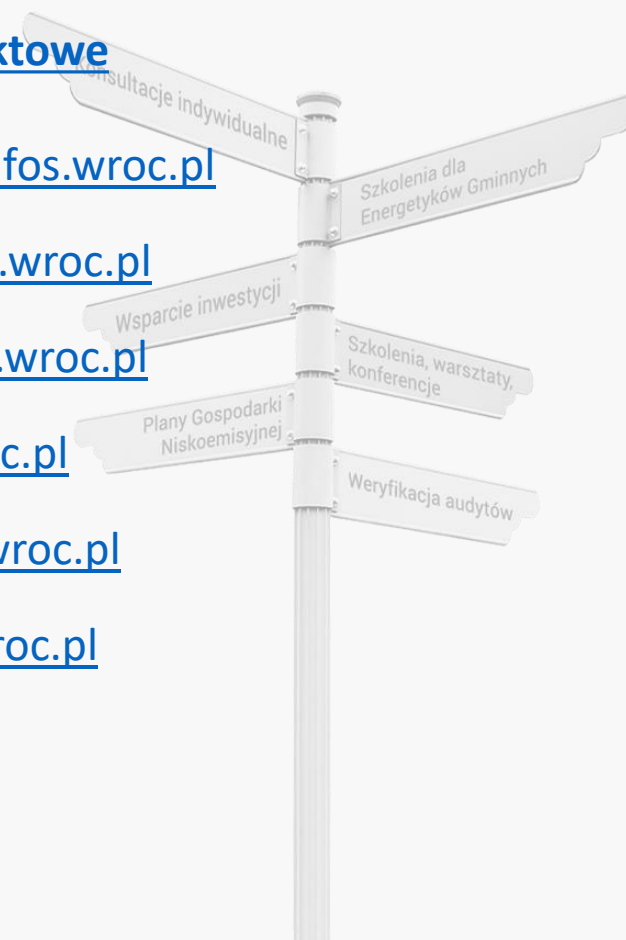 ktowe
Konsultacje indywidualne
fos.wroc.pl
Szkolenia dla
Energetyków Gminnych
.wroc.pl
Wsparcie inwestycji
.wroc.pl
Szkolenia, warsztaty,
konferencje
Plany Gospodarki
Niskoemisyjnej
c.pl
Weryfikacja audytów
wroc.pl
roc.pl